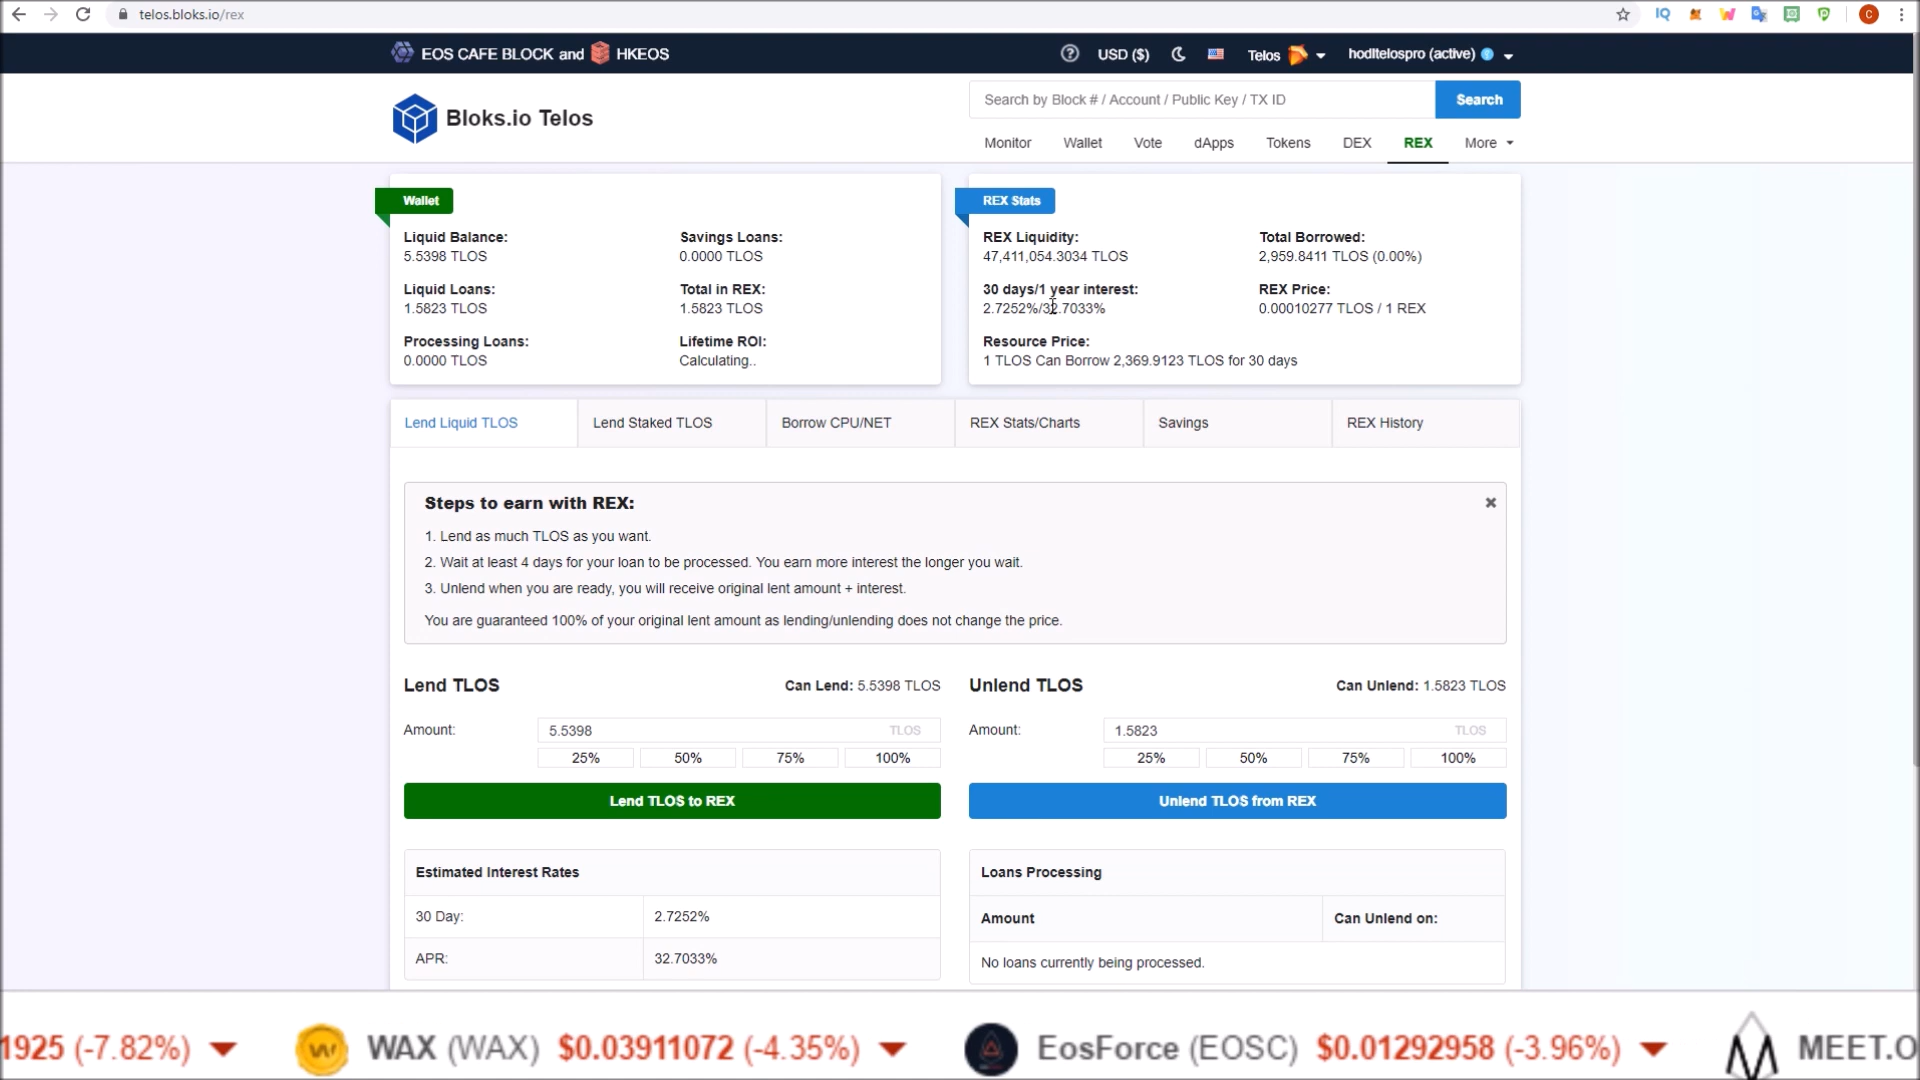 telos.bloks.io/rex
EOS CAFE BLOCK and HKEOS
USD ($)
Telos
hodltelospro (active)
Bloks.io Telos
Search by Block # / Account / Public Key / TX ID
Search
Monitor Wallet Vote dApps Tokens DEX REX More
Wallet
Liquid Balance: Savings Loans:
5.5398 TLOS 0.0000 TLOS
Liquid Loans: Total in REX:
1.5823 TLOS 1.5823 TLOS
Processing Loans: Lifetime ROI:
0.0000 TLOS Calculating..
REX Stats
REX Liquidity: Total Borrowed:
47,411,054.3034 TLOS 2,959.8411 TLOS (0.00%)
30 days/1 year interest: REX Price:
2.7252%/32.7033% 0.00010277 TLOS / 1 REX
Resource Price:
1 TLOS Can Borrow 2,369.9123 TLOS for 30 days
Lend Liquid TLOS Lend Staked TLOS Borrow CPU/NET REX Stats/Charts Savings REX History
Steps to earn with REX:
1. Lend as much TLOS as you want.
2. Wait at least 4 days for your loan to be processed. You earn more interest the longer you wait.
3. Unlend when you are ready, you will receive original lent amount + interest.
You are guaranteed 100% of your original lent amount as lending/unlending does not change the price.
Lend TLOS Can Lend: 5.5398 TLOS
Amount: 5.5398 TLOS
25% 50% 75% 100%
Lend TLOS to REX
Unlend TLOS Can Unlend: 1.5823 TLOS
Amount: 1.5823 TLOS
25% 50% 75% 100%
Unlend TLOS from REX
Estimated Interest Rates
30 Day: 2.7252%
APR: 32.7033%
Loans Processing
Amount Can Unlend on:
No loans currently being processed.
1925 (-7.82%) WAX (WAX) $0.03911072 (-4.35%) EosForce (EOSC) $0.01292958 (-3.96%) MEET.O